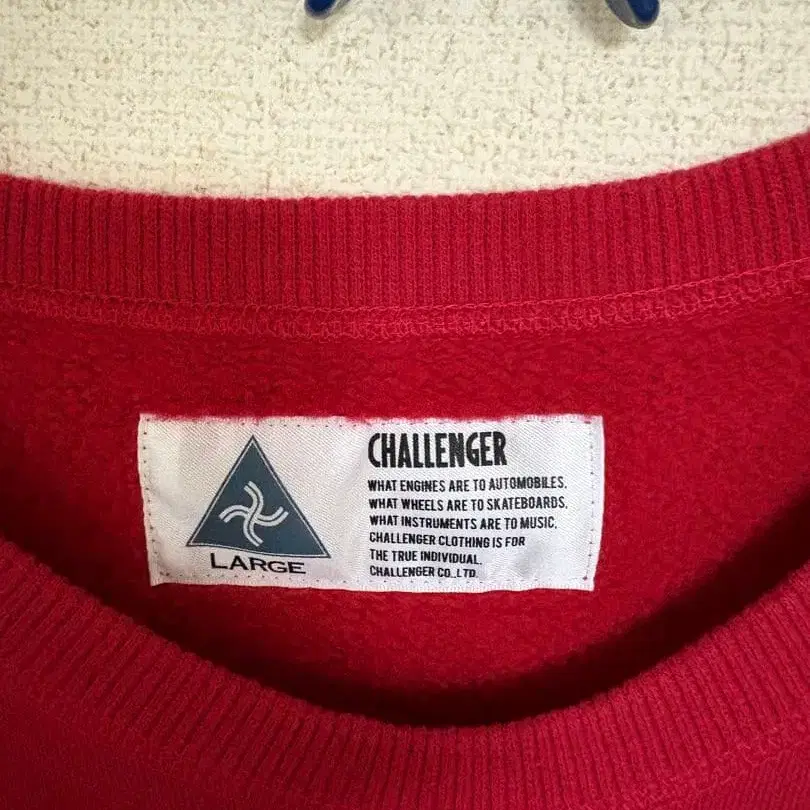 CHALLENGER
WHAT ENGINES ARE TO AUTOMOBILES.
WHAT WHEELS ARE TO SKATEBOARDS.
WHAT INSTRUMENTS ARE TO MUSIC.
CHALLENGER CLOTHING IS FOR
THE TRUE INDIVIDUAL.
CHALLENGER CO.,LTD.
LARGE